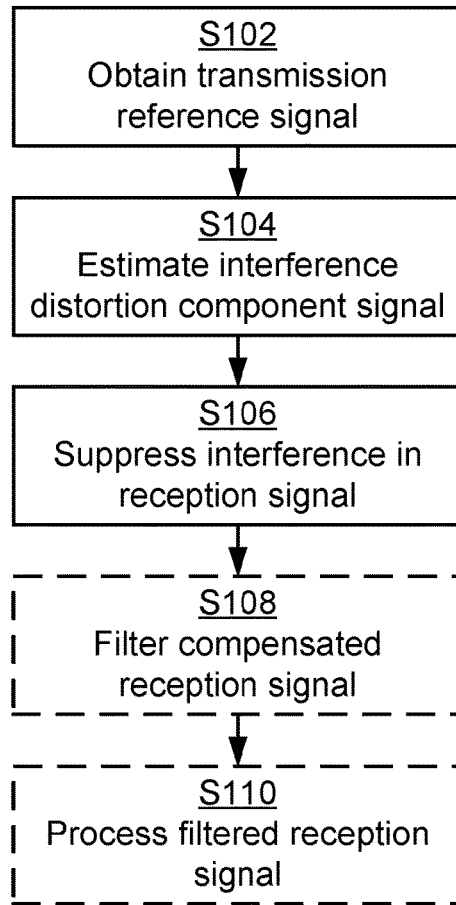 S102
Obtain transmission
reference signal
S104
Estimate interference
distortion component signal
S106
Suppress interference in
reception signal
S108
Filter compensated
reception signal
S110
Process filtered reception
signal